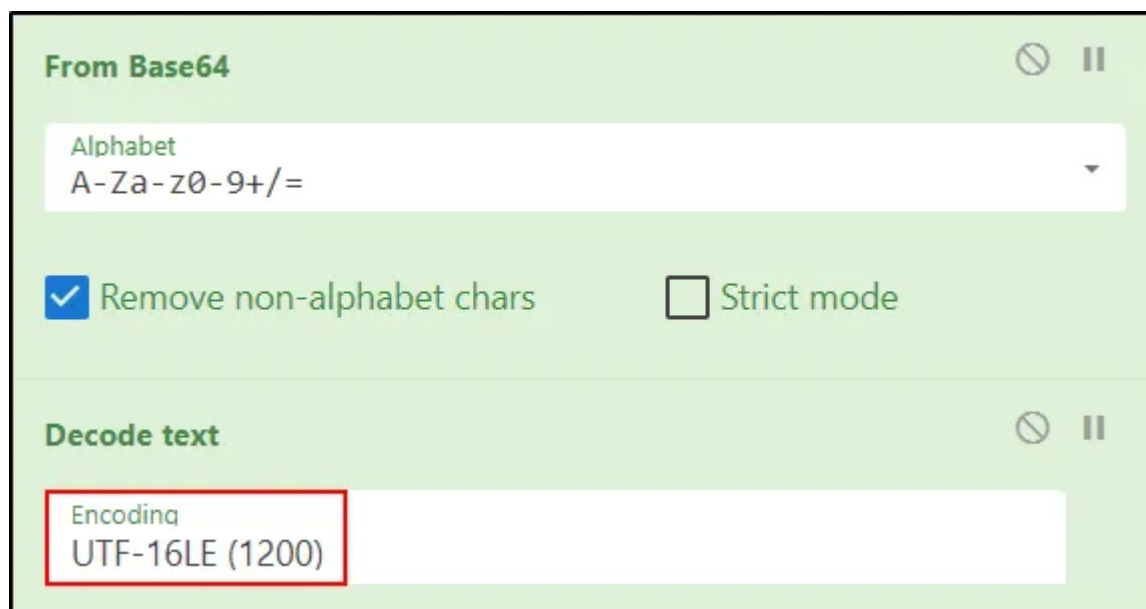 From Base64
Alphabet
A-Za-z0-9+/=
Remove non-alphabet chars
Strict mode
Decode text
Encoding
UTF-16LE (1200)